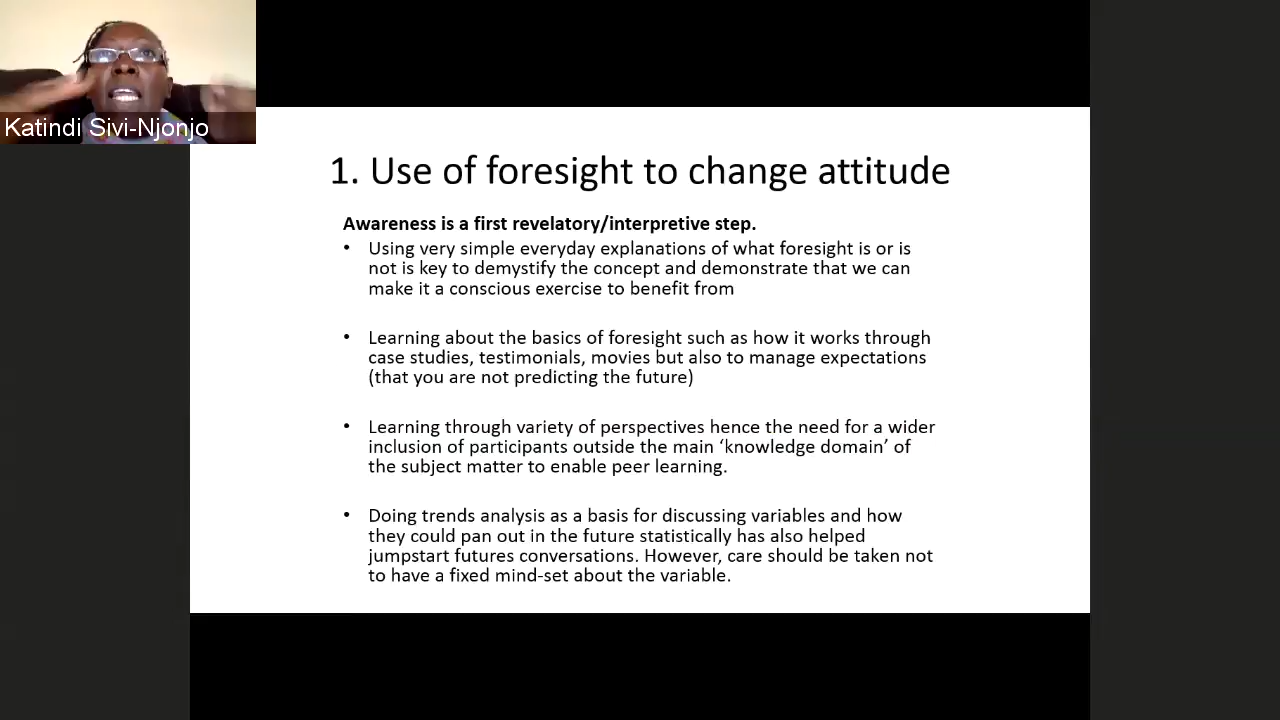 Katindi Sivi-Njonjo
1. Use of foresight to change attitude
Awareness is a first revelatory/interpretive step.
• Using very simple everyday explanations of what foresight is or is
not is key to demystify the concept and demonstrate that we can
make it a conscious exercise to benefit from
• Learning about the basics of foresight such as how it works through
case studies, testimonials, movies but also to manage expectations
(that you are not predicting the future)
• Learning through variety of perspectives hence the need for a wider
inclusion of participants outside the main ‘knowledge domain’ of
the subject matter to enable peer learning.
• Doing trends analysis as a basis for discussing variables and how
they could pan out in the future statistically has also helped
jumpstart futures conversations. However, care should be taken not
to have a fixed mind-set about the variable.